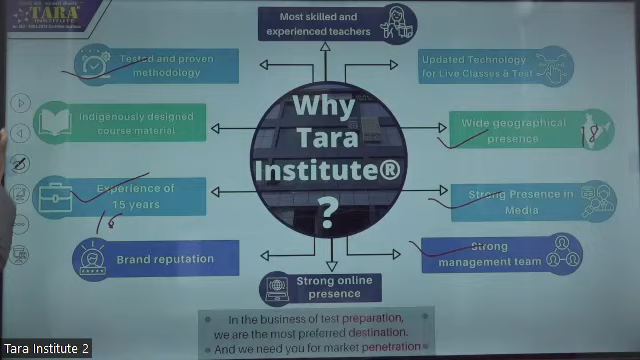 TARA
INSTITUTE
Most skilled and
experienced teachers
Tested and proven
methodology
Updated Technology
for Live Classes & Test
Indigenously designed
course material
Why
Tara
Institute®
?
Wide geographical
presence
18
Experience of
15 years
16
Strong Presence in
Media
Brand reputation
Strong
management team
Strong online
presence
In the business of test preparation,
we are the most preferred destination.
And we need you for market penetration
Tara Institute 2